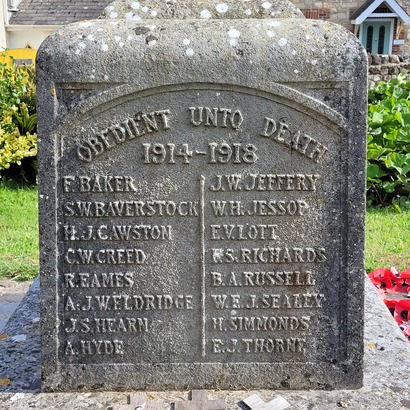 OBEDIENT UNTO DEATH
1914-1918
F. BAKER
S.W. BAVERSTOCK
H.J. CAWSTON
C.W. CREED
R. EAMES
A.J.W. ELDRIDGE
J.S. HEARN
A. HYDE
J.W. JEFFERY
W.H. JESSOP
E.V. LOTT
F.S. RICHARDS
B.A. RUSSELL
W.E.J. SEALEY
H. SIMMONDS
E.J. THORNE